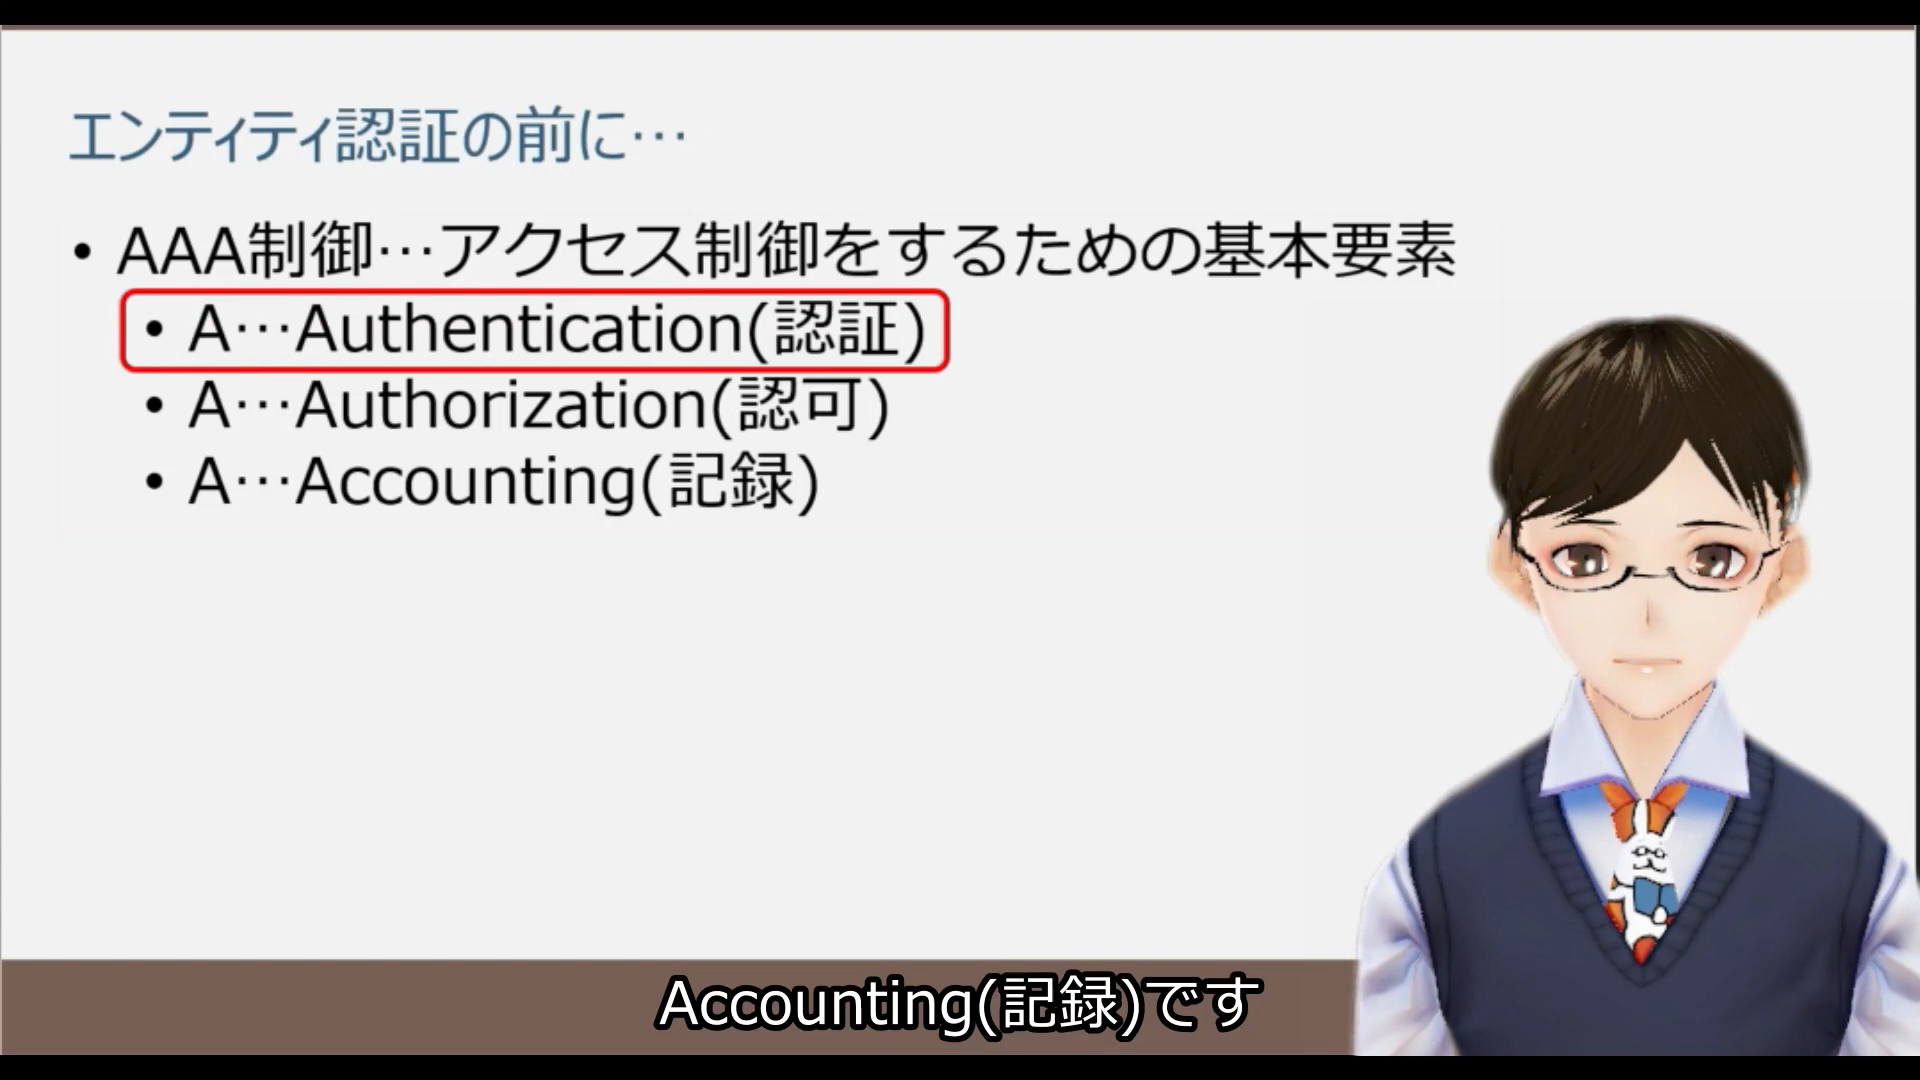 エンティティ認証の前に…
• AAA制御…アクセス制御をするための基本要素
• A…Authentication(認証)
• A…Authorization(認可)
• A…Accounting(記録)
Accounting(記録)です